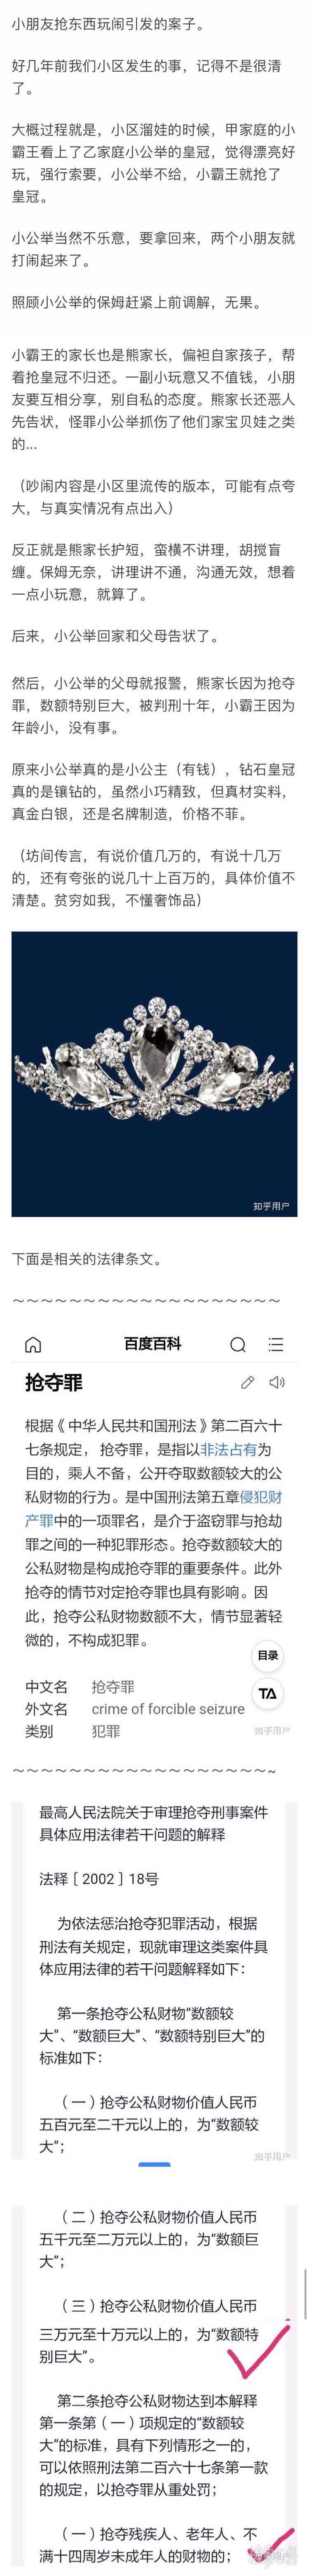 小朋友抢东西玩闹引发的案子。
好几年前我们小区发生的事，记得不是很清
了。
大概过程就是，小区溜娃的时候，甲家庭的小
霸王看上了乙家庭小公举的皇冠，觉得漂亮好
玩，强行索要，小公举不给，小霸王就抢了
皇冠。
小公举当然不乐意，要拿回来，两个小朋友就
打闹起来了。
照顾小公举的保姆赶紧上前调解，无果。
小霸王的家长也是熊家长，偏袒自家孩子，帮
着抢皇冠不归还。一副小玩意又不值钱，小朋
友要互相分享，别自私的态度。熊家长还恶人
先告状，怪罪小公举抓伤了他们家宝贝娃之类
的...
（吵闹内容是小区里流传的版本，可能有点夸
大，与真实情况有点出入）
反正就是熊家长护短，蛮横不讲理，胡搅盲
缠。保姆无奈，讲理讲不通，沟通无效，想着
一点小玩意，就算了。
后来，小公举回家和父母告状了。
然后，小公举的父母就报警，熊家长因为抢夺
罪，数额特别巨大，被判刑十年，小霸王因为
年龄小，没有事。
原来小公举真的是小公主（有钱），钻石皇冠
真的是镶钻的，虽然小巧精致，但真材实料，
真金白银，还是名牌制造，价格不菲。
（坊间传言，有说价值几万的，有说十几万
的，还有夸张的说几十上百万的，具体价值不
清楚。贫穷如我，不懂奢饰品）
知乎用户
下面是相关的法律条文。
～～～～～～～～～～～～～～～～～～～
百度百科
抢夺罪
根据《中华人民共和国刑法》第二百六十
七条规定， 抢夺罪，是指以非法占有为
目的，乘人不备，公开夺取数额较大的公
私财物的行为。是中国刑法第五章侵犯财
产罪中的一项罪名，是介于盗窃罪与抢劫
罪之间的一种犯罪形态。抢夺数额较大的
公私财物是构成抢夺罪的重要条件。此外
抢夺的情节对定抢夺罪也具有影响。因
此，抢夺公私财物数额不大，情节显著轻
微的，不构成犯罪。
目录
中文名 抢夺罪
外文名 crime of forcible seizure
类别 犯罪
知乎用户
～～～～～～～～～～～～～～～～～～~
最高人民法院关于审理抢夺刑事案件
具体应用法律若干问题的解释
法释［2002］18号
为依法惩治抢夺犯罪活动，根据
刑法有关规定，现就审理这类案件具
体应用法律的若干问题解释如下：
第一条抢夺公私财物“数额较
大”、“数额巨大”、“数额特别巨大”的
标准如下：
（一）抢夺公私财物价值人民币
五百元至二千元以上的，为“数额较
大”；
知乎用户
（二）抢夺公私财物价值人民币
五千元至二万元以上的，为“数额巨
大”；
（三）抢夺公私财物价值人民币
三万元至十万元以上的，为“数额特
别巨大”。
第二条抢夺公私财物达到本解释
第一条第（一）项规定的“数额较
大”的标准，具有下列情形之一的，
可以依照刑法第二百六十七条第一款
的规定，以抢夺罪从重处罚；
（一）抢夺残疾人、老年人、不
满十四周岁未成年人的财物的；